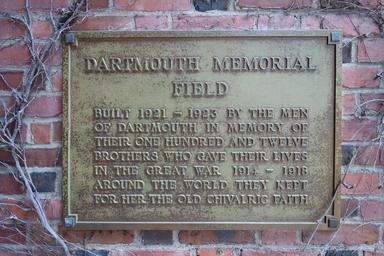 DARTMOUTH MEMORIAL
FIELD
BUILT 1921 – 1923 BY THE MEN
OF DARTMOUTH IN MEMORY OF
THEIR ONE HUNDRED AND TWELVE
BROTHERS WHO GAVE THEIR LIVES
IN THE GREAT WAR 1914 – 1918
AROUND THE WORLD THEY KEPT
FOR HER THE OLD CHIVALRIC FAITH